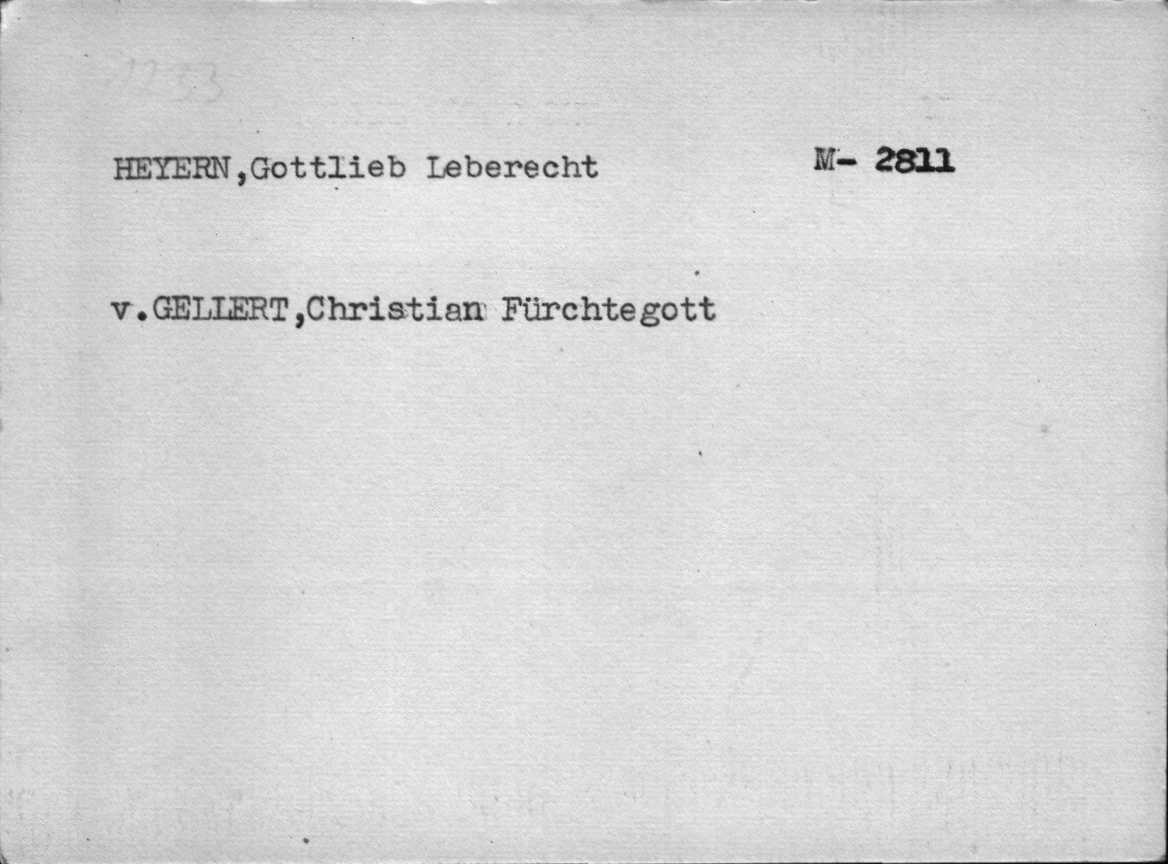 HEYERN,Gottlieb Leberecht M- 2811
v.GELLERT,Christian Fürchtegott